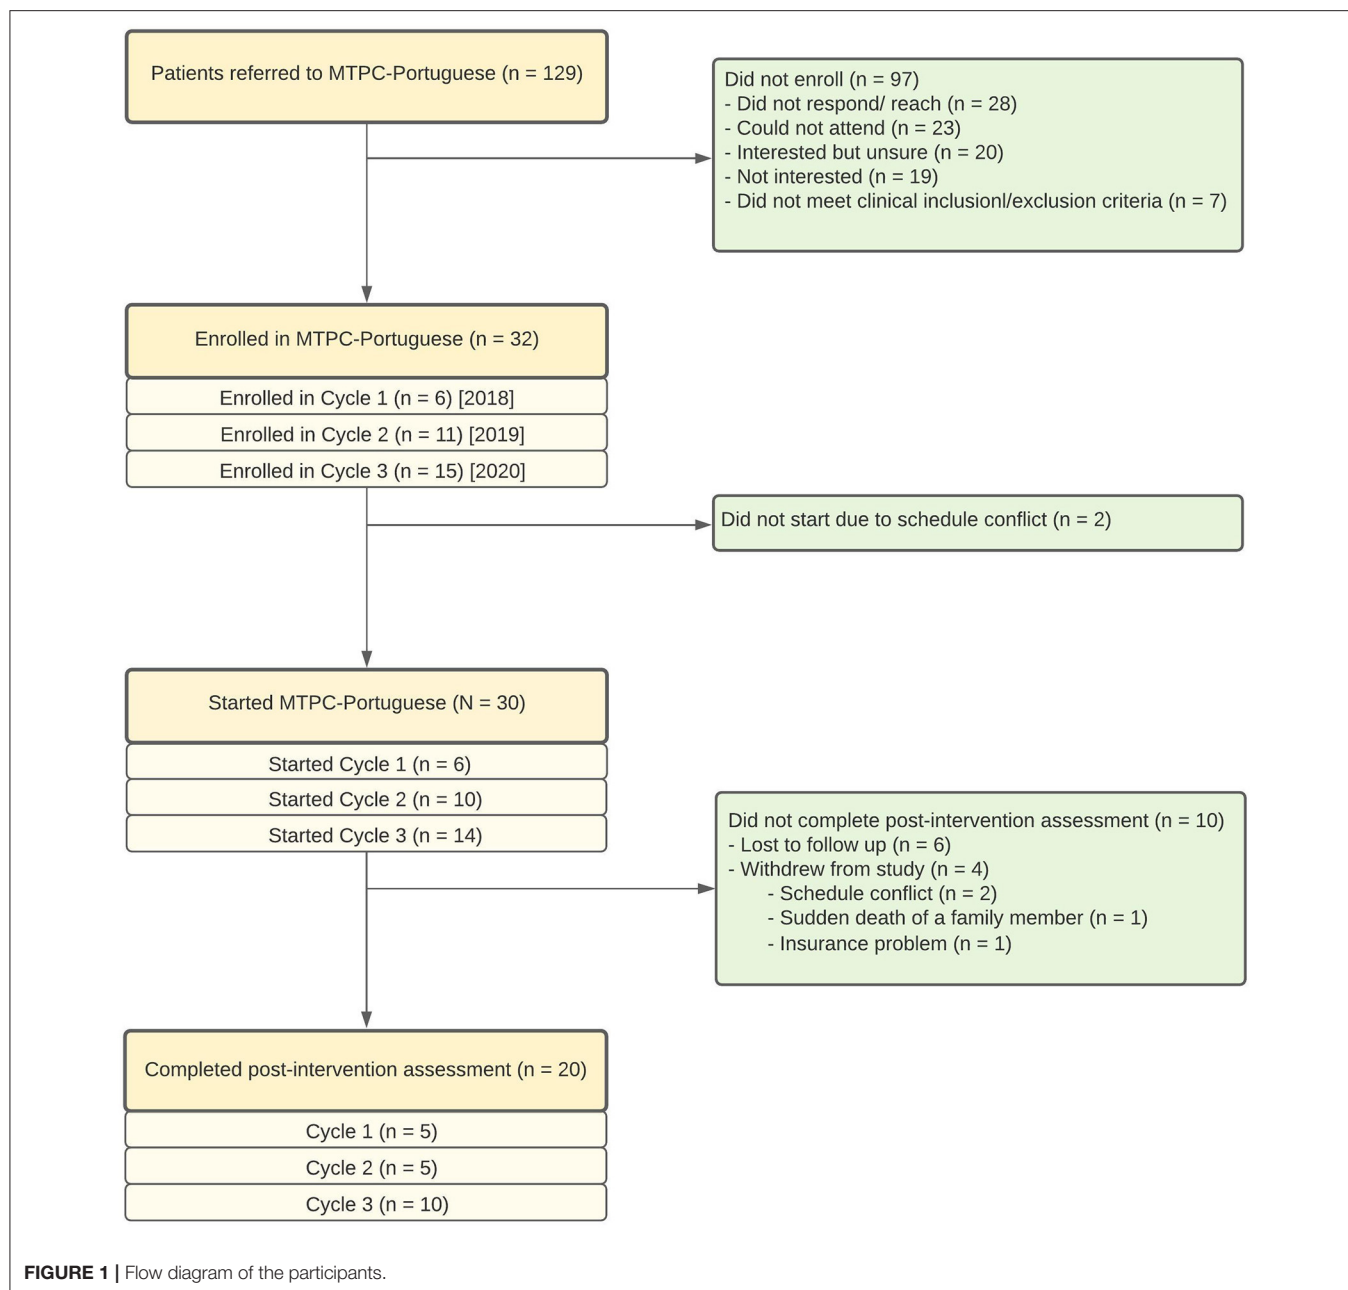 Patients referred to MTPC-Portuguese (n = 129)
Did not enroll (n = 97)
- Did not respond/ reach (n = 28)
- Could not attend (n = 23)
- Interested but unsure (n = 20)
- Not interested (n = 19)
- Did not meet clinical inclusionl/exclusion criteria (n = 7)
Enrolled in MTPC-Portuguese (n = 32)
Enrolled in Cycle 1 (n = 6) [2018]
Enrolled in Cycle 2 (n = 11) [2019]
Enrolled in Cycle 3 (n = 15) [2020]
Did not start due to schedule conflict (n = 2)
Started MTPC-Portuguese (N = 30)
Started Cycle 1 (n = 6)
Started Cycle 2 (n = 10)
Started Cycle 3 (n = 14)
Did not complete post-intervention assessment (n = 10)
- Lost to follow up (n = 6)
- Withdrew from study (n = 4)
- Schedule conflict (n = 2)
- Sudden death of a family member (n = 1)
- Insurance problem (n = 1)
Completed post-intervention assessment (n = 20)
Cycle 1 (n = 5)
Cycle 2 (n = 5)
Cycle 3 (n = 10)
FIGURE 1 | Flow diagram of the participants.